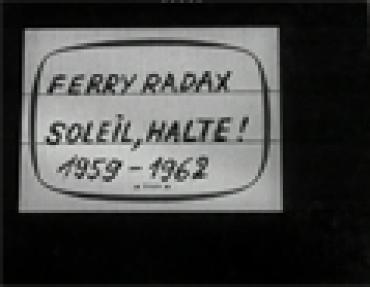 FERRY RADAX
SOLEIL, HALTE!
1959-1962